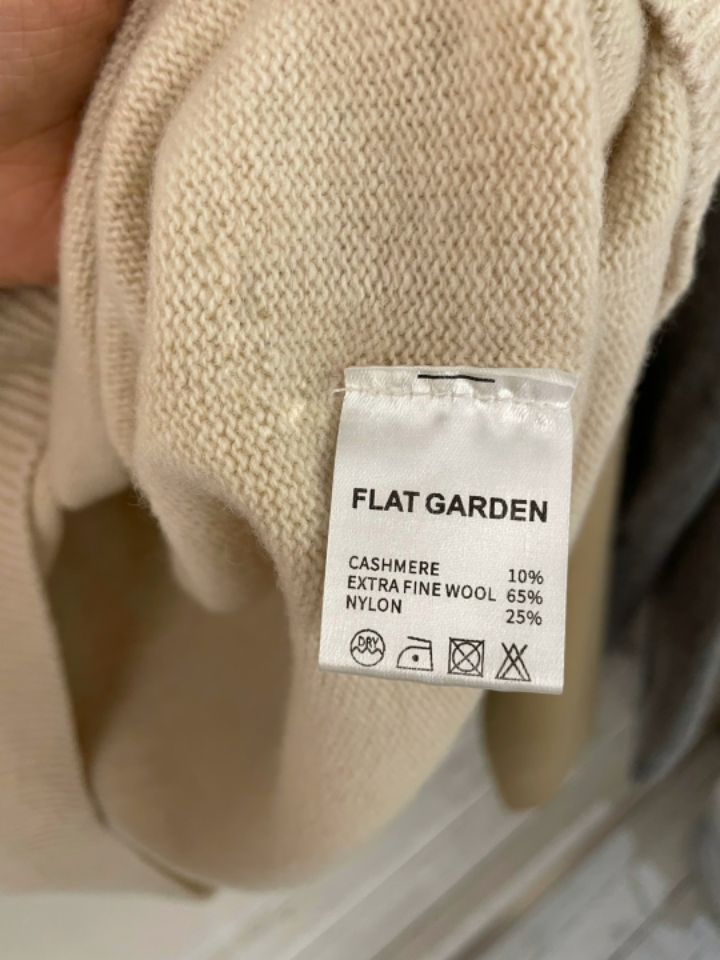 FLAT GARDEN
CASHMERE 10%
EXTRA FINE WOOL 65%
NYLON 25%
DRY